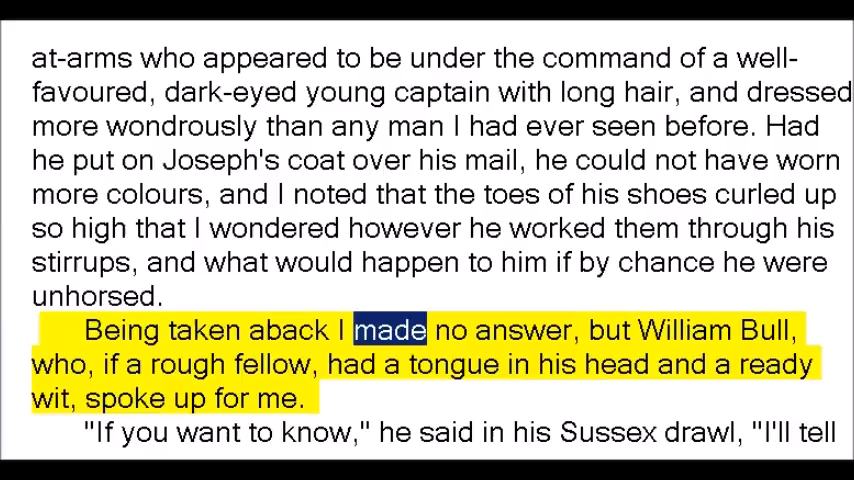 at-arms who appeared to be under the command of a well-
favoured, dark-eyed young captain with long hair, and dressed
more wondrously than any man I had ever seen before. Had
he put on Joseph's coat over his mail, he could not have worn
more colours, and I noted that the toes of his shoes curled up
so high that I wondered however he worked them through his
stirrups, and what would happen to him if by chance he were
unhorsed.
Being taken aback I made no answer, but William Bull,
who, if a rough fellow, had a tongue in his head and a ready
wit, spoke up for me.
"If you want to know," he said in his Sussex drawl, "I'll tell